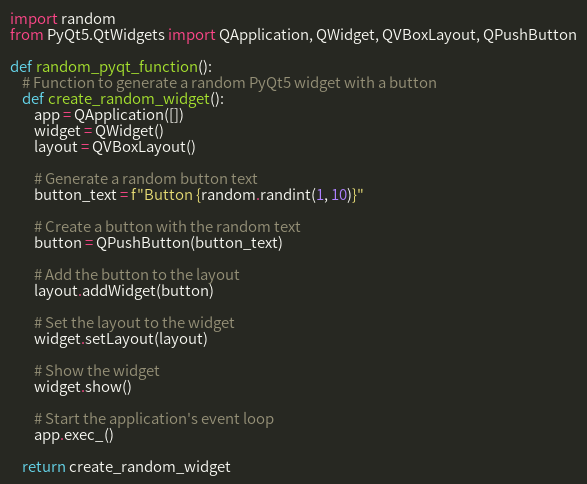 import random
from PyQt5.QtWidgets import QApplication, QWidget, QVBoxLayout, QPushButton

def random_pyqt_function():
    # Function to generate a random PyQt5 widget with a button
    def create_random_widget():
        app = QApplication([])
        widget = QWidget()
        layout = QVBoxLayout()

        # Generate a random button text
        button_text = f"Button {random.randint(1, 10)}"

        # Create a button with the random text
        button = QPushButton(button_text)

        # Add the button to the layout
        layout.addWidget(button)

        # Set the layout to the widget
        widget.setLayout(layout)

        # Show the widget
        widget.show()

        # Start the application's event loop
        app.exec_()

    return create_random_widget